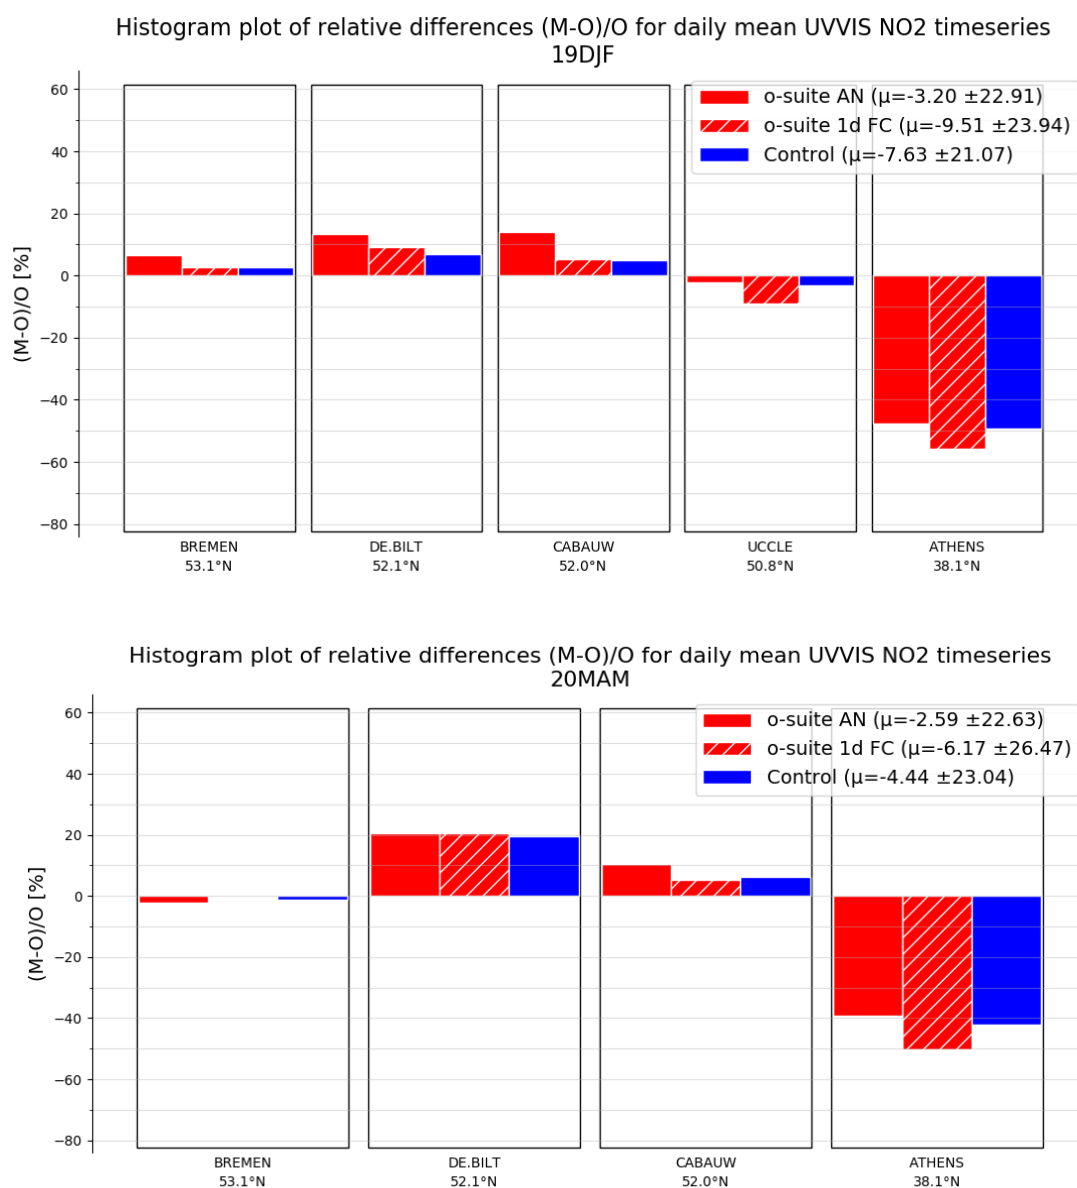 Histogram plot of relative differences (M-O)/O for daily mean UVVIS NO2 timeseries
19DJF
o-suite AN (μ=-3.20 ±22.91)
o-suite 1d FC (μ=-9.51 ±23.94)
Control (μ=-7.63 ±21.07)
(M-O)/O [%]
60
40
20
0
−20
−40
−60
−80
BREMEN DE.BILT CABAUW UCCLE ATHENS
53.1°N 52.1°N 52.0°N 50.8°N 38.1°N
Histogram plot of relative differences (M-O)/O for daily mean UVVIS NO2 timeseries
20MAM
o-suite AN (μ=-2.59 ±22.63)
o-suite 1d FC (μ=-6.17 ±26.47)
Control (μ=-4.44 ±23.04)
(M-O)/O [%]
60
40
20
0
−20
−40
−60
−80
BREMEN DE.BILT CABAUW ATHENS
53.1°N 52.1°N 52.0°N 38.1°N